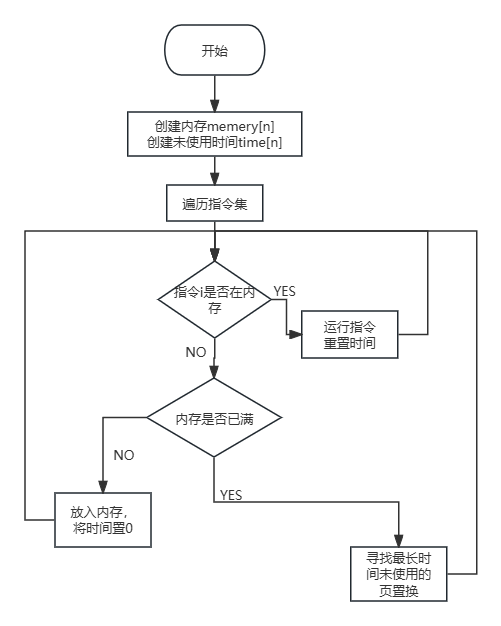 开始
创建内存memery[n]
创建未使用时间time[n]
遍历指令集
指令i是否在内
存
YES
运行指令
重置时间
NO
内存是否已满
NO
放入内存，
将时间置0
YES
寻找最长时
间未使用的
页置换